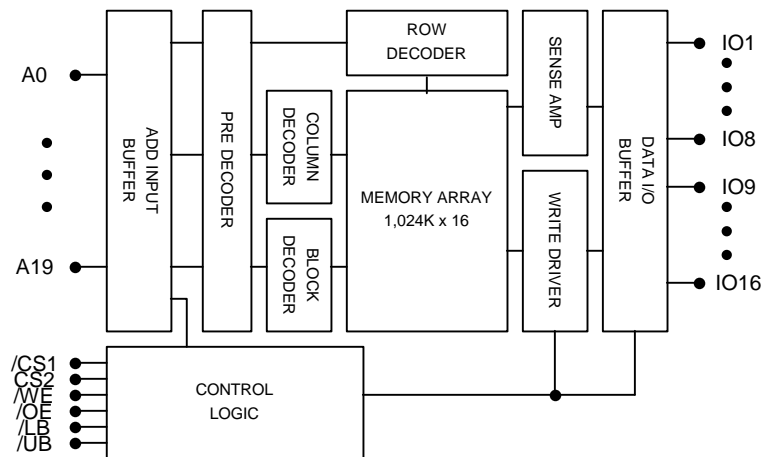 A0
A19
ADD INPUT
BUFFER
PRE DECODER
COLUMN
DECODER
BLOCK
DECODER
ROW
DECODER
MEMORY ARRAY
1,024K x 16
SENSE AMP
WRITE DRIVER
DATA I/O
BUFFER
IO1
IO8
IO9
IO16
/CS1
CS2
/WE
/OE
/LB
/UB
CONTROL
LOGIC